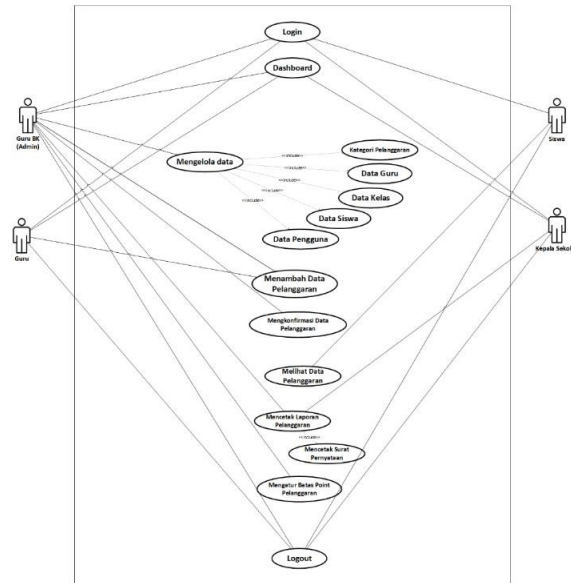 Login
Dashboard
Guru BK
(Admin)
Siswa
Kategori Pelanggaran
Mengelola data
<<include>>
<<include>>
Data Guru
<<include>>
Data Kelas
<<include>>
Data Siswa
<<include>>
Guru
Data Pengguna
Kepala Sekol
Menambah Data
Pelanggaran
Mengkonfirmasi Data
Pelanggaran
Melihat Data
Pelanggaran
Mencetak Laporan
Pelanggaran
<<include>>
Mencetak Surat
Pernyataan
Mengatur Batas Point
Pelanggaran
Logout